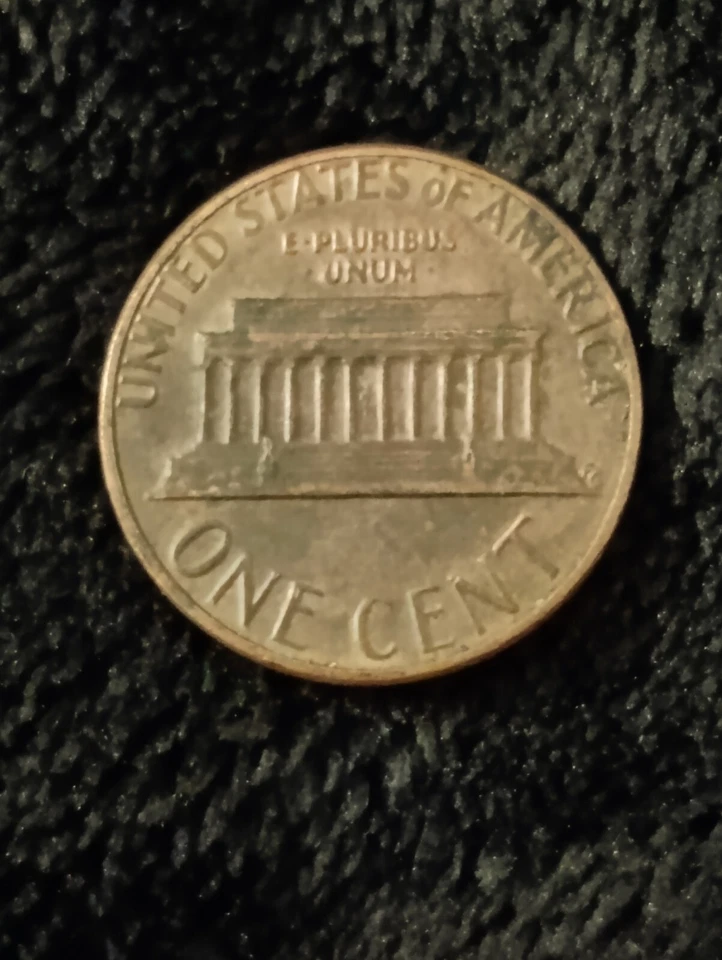 UNITED STATES oF AMERICA
E·PLURIBUS
UNUM
ONE CENT